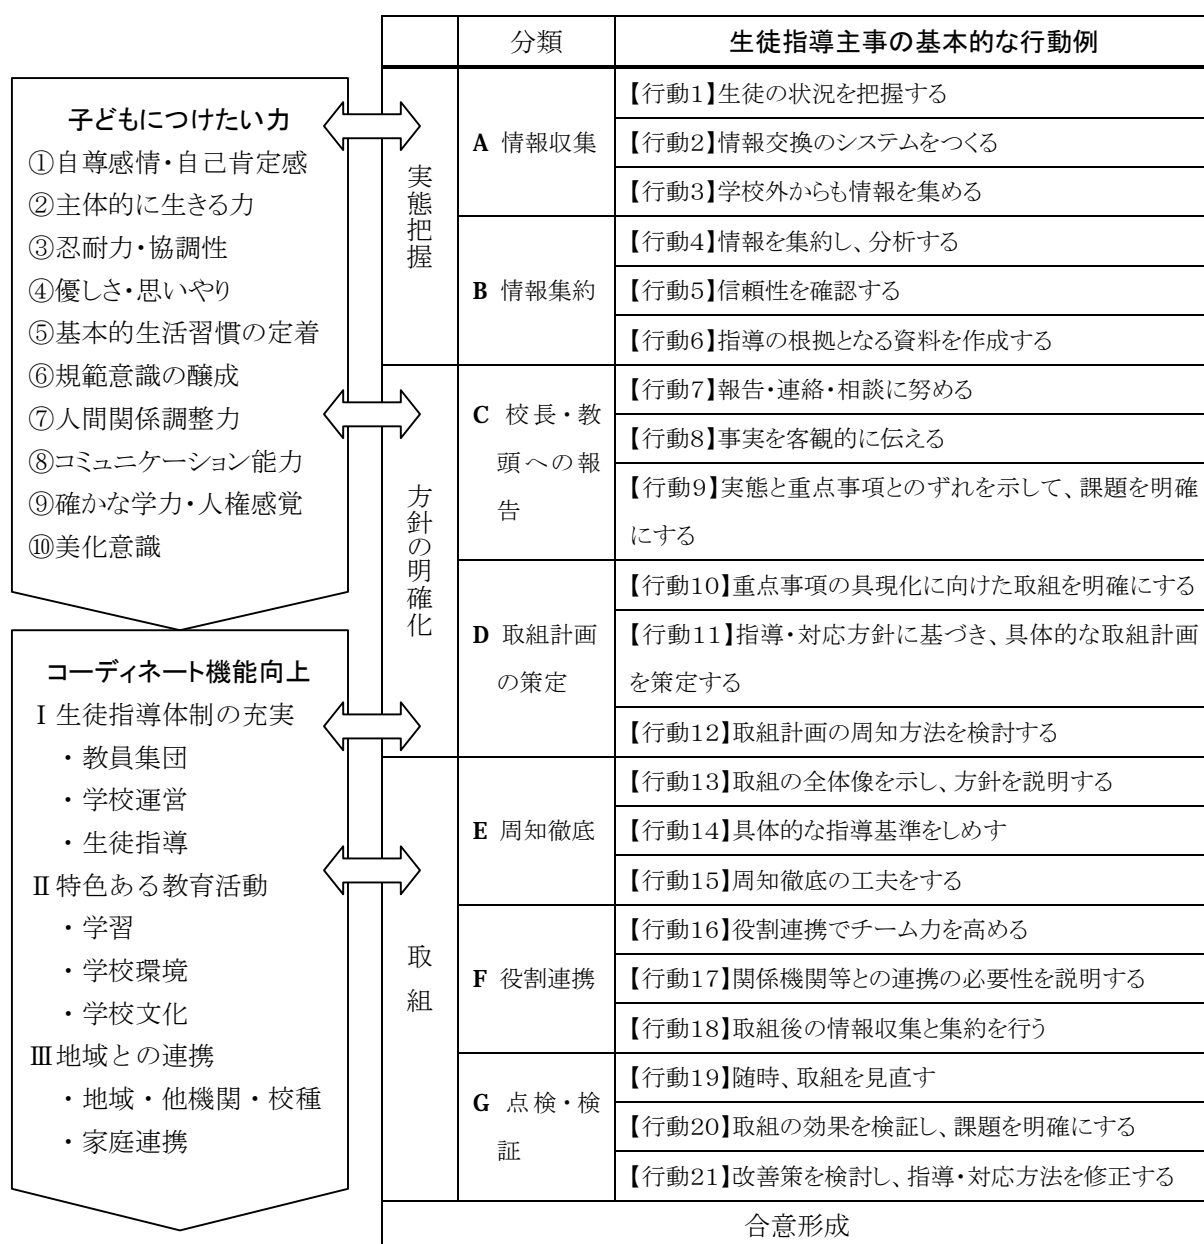 子どもにつけたい力
①自尊感情・自己肯定感
②主体的に生きる力
③忍耐力・協調性
④優しさ・思いやり
⑤基本的生活習慣の定着
⑥規範意識の醸成
⑦人間関係調整力
⑧コミュニケーション能力
⑨確かな学力・人権感覚
⑩美化意識
コーディネート機能向上
Ⅰ生徒指導体制の充実
・教員集団
・学校運営
・生徒指導
Ⅱ特色ある教育活動
・学習
・学校環境
・学校文化
Ⅲ地域との連携
・地域・他機関・校種
・家庭連携
分類
生徒指導主事の基本的な行動例
実態把握
A 情報収集
【行動1】生徒の状況を把握する
【行動2】情報交換のシステムをつくる
【行動3】学校外からも情報を集める
B 情報集約
【行動4】情報を集約し、分析する
【行動5】信頼性を確認する
【行動6】指導の根拠となる資料を作成する
方針の明確化
C 校長・教
頭への報
告
【行動7】報告・連絡・相談に努める
【行動8】事実を客観的に伝える
【行動9】実態と重点事項とのずれを示して、課題を明確
にする
D 取組計画
の策定
【行動10】重点事項の具現化に向けた取組を明確にする
【行動11】指導・対応方針に基づき、具体的な取組計画
を策定する
【行動12】取組計画の周知方法を検討する
取組
E 周知徹底
【行動13】取組の全体像を示し、方針を説明する
【行動14】具体的な指導基準をしめす
【行動15】周知徹底の工夫をする
F 役割連携
【行動16】役割連携でチーム力を高める
【行動17】関係機関等との連携の必要性を説明する
【行動18】取組後の情報収集と集約を行う
G 点検・検
証
【行動19】随時、取組を見直す
【行動20】取組の効果を検証し、課題を明確にする
【行動21】改善策を検討し、指導・対応方法を修正する
合意形成